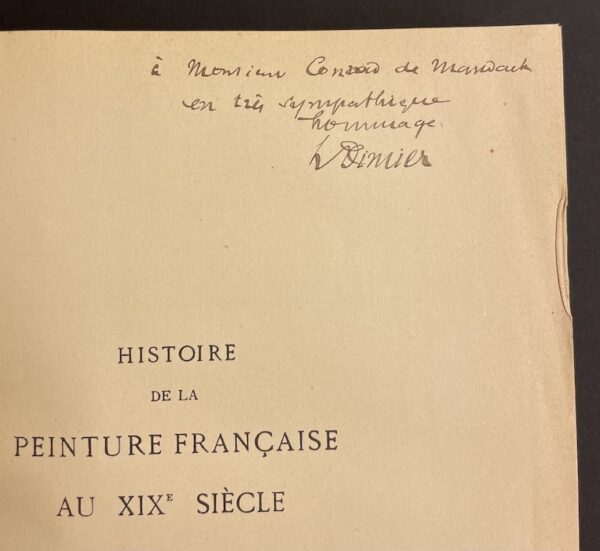 à Monsieur Conrad de Mandach
en très sympathique
hommage
L Dimier
HISTOIRE
DE LA
PEINTURE FRANÇAISE
AU XIXE SIÈCLE